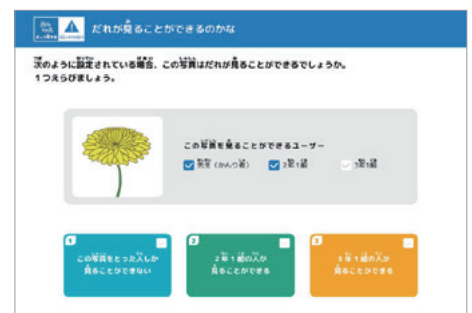 だれが見ることができるのかな
次のように設定されている場合、この写真はだれが見ることができるでしょうか。
1つえらびましょう。
この写真を見ることができるユーザー
先生（かんり者） 2年1組 3年1組
1
この写真をとった人しか
見ることができない
2
2年1組の人が
見ることができる
3
3年1組の人が
見ることができる